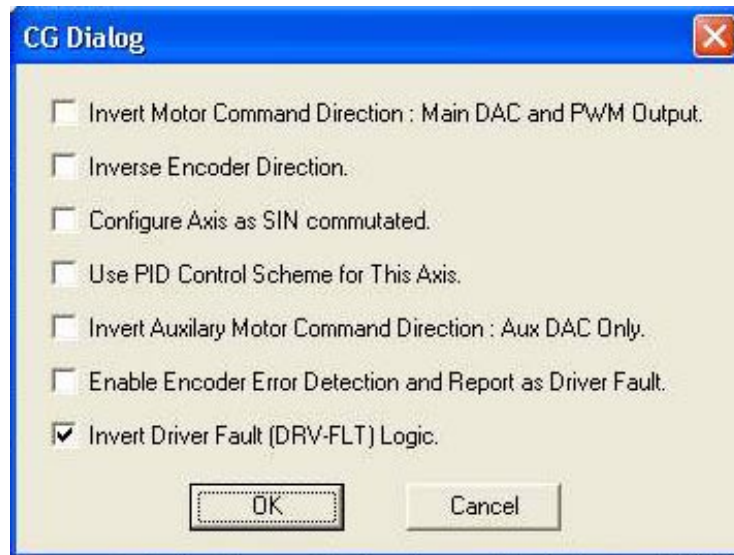 CG Dialog
Invert Motor Command Direction : Main DAC and PWM Output.
Inverse Encoder Direction.
Configure Axis as SIN commutated.
Use PID Control Scheme for This Axis.
Invert Auxilary Motor Command Direction : Aux DAC Only.
Enable Encoder Error Detection and Report as Driver Fault.
Invert Driver Fault (DRV-FLT) Logic.
OK Cancel